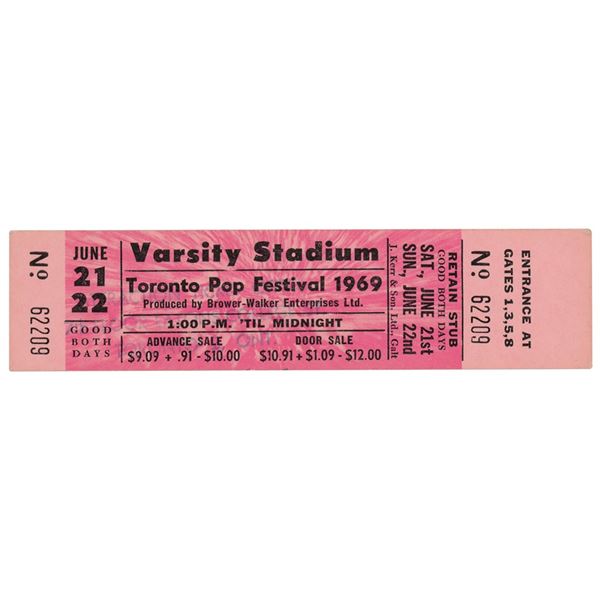 No. 62209
JUNE
21
22
GOOD
BOTH
DAYS
Varsity Stadium
Toronto Pop Festival 1969
Produced by Brower-Walker Enterprises Ltd.
1:00 P.M. 'TIL MIDNIGHT
ADVANCE SALE
$9.09 + .91 - $10.00
DOOR SALE
$10.91 + $1.09 - $12.00
RETAIN STUB
GOOD BOTH DAYS
SAT., JUNE 21st
SUN., JUNE 22nd
J. Kerr & Son, Ltd., Galt
No 62209
ENTRANCE AT
GATES 1,3,5,8